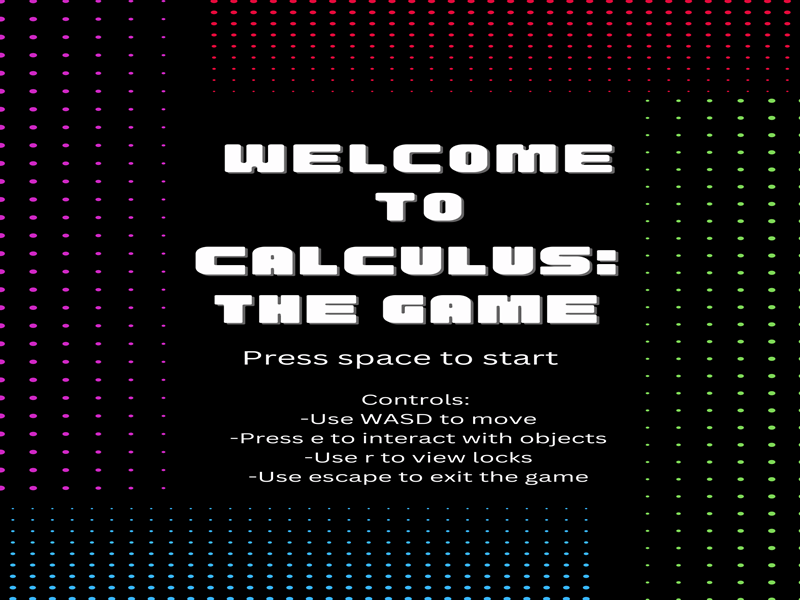 WELCOME
TO
CALCULUS:
THE GAME
Press space to start
Controls:
-Use WASD to move
-Press e to interact with objects
-Use r to view locks
-Use escape to exit the game